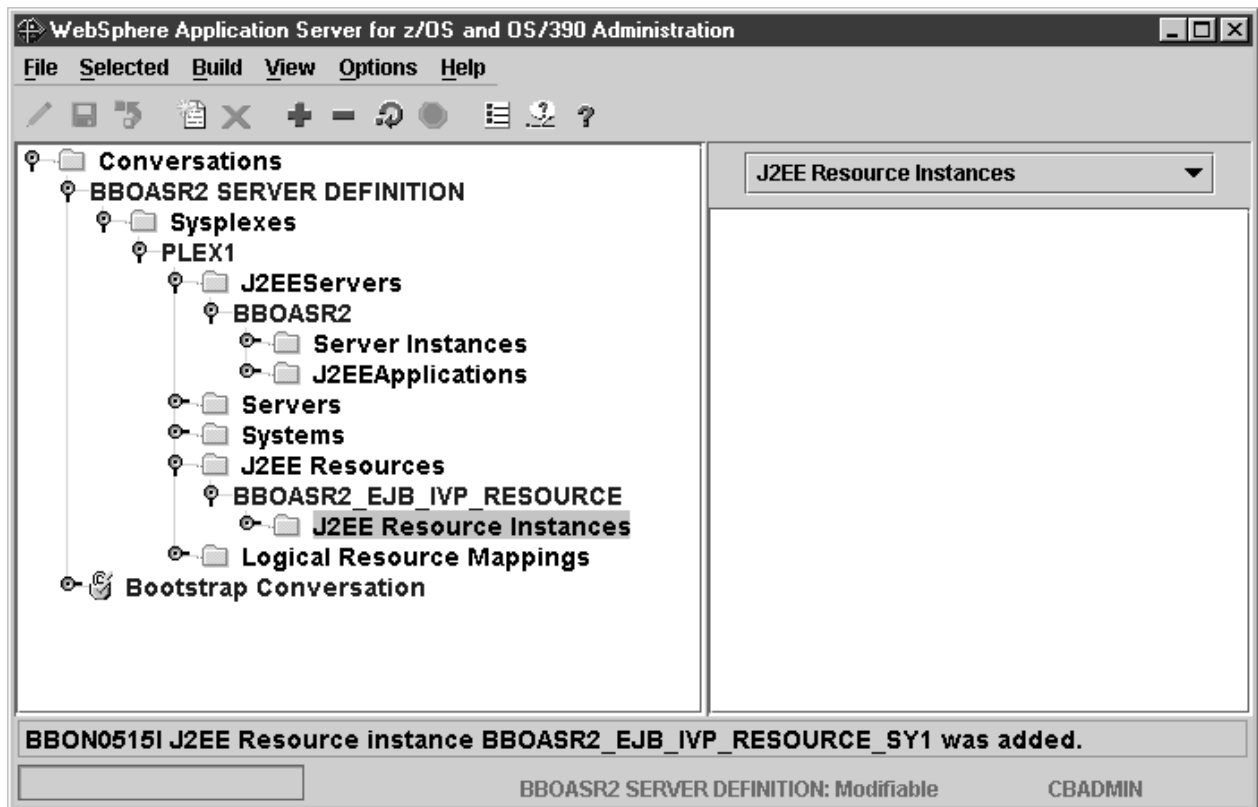 WebSphere Application Server for z/OS and OS/390 Administration
File Selected Build View Options Help
Conversations
BBOASR2 SERVER DEFINITION
Sysplexes
PLEX1
J2EEServers
BBOASR2
Server Instances
J2EEApplications
Servers
Systems
J2EE Resources
BBOASR2_EJB_IVP_RESOURCE
J2EE Resource Instances
Logical Resource Mappings
Bootstrap Conversation
J2EE Resource Instances
BBON0515I J2EE Resource instance BBOASR2_EJB_IVP_RESOURCE_SY1 was added.
BBOASR2 SERVER DEFINITION: Modifiable CBADMIN